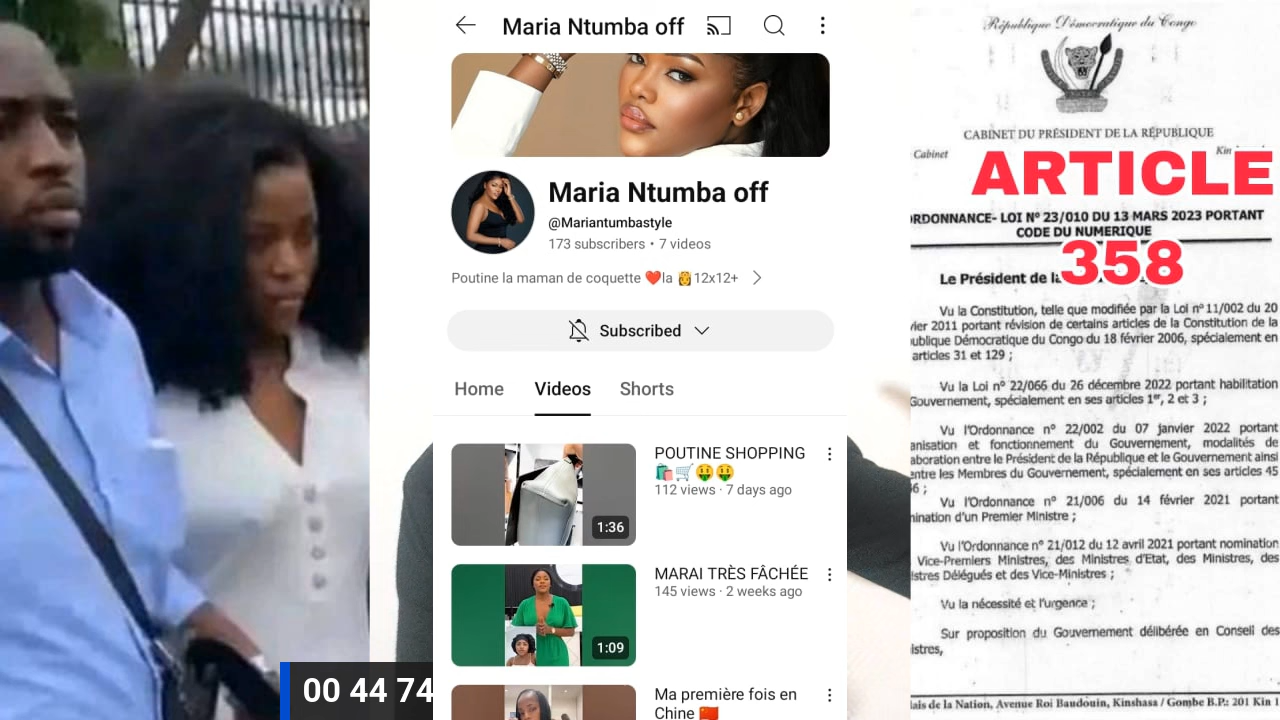 00 44 74
Maria Ntumba off
Maria Ntumba off
@Mariantumbastyle
173 subscribers • 7 videos
Poutine la maman de coquette ❤️la 👸12x12+
Subscribed
Home Videos Shorts
POUTINE SHOPPING
🛍️🛒🤑🤑
112 views · 7 days ago
1:36
MARAI TRÈS FÂCHÉE
145 views · 2 weeks ago
1:09
Ma première fois en
Chine 🇨🇳
République Démocratique du Congo
CABINET DU PRÉSIDENT DE LA RÉPUBLIQUE
Cabinet Kin
ARTICLE
RDONNANCE- LOI N° 23/010 DU 13 MARS 2023 PORTANT
CODE DU NUMERIQUE
358
Le Président de la
Vu la Constitution, telle que modifiée par la Loi n° 11/002 du 20
vier 2011 portant révision de certains articles de la Constitution de la
ublique Démocratique du Congo du 18 février 2006, spécialement en
articles 31 et 129 ;
Vu la Loi n° 22/066 du 26 décembre 2022 portant habilitation
Gouvernement, spécialement en ses articles 1er, 2 et 3 ;
Vu l'Ordonnance n° 22/002 du 07 janvier 2022 portant
anisation et fonctionnement du Gouvernement, modalités de
aboration entre le Président de la République et le Gouvernement ainsi
entre les Membres du Gouvernement, spécialement en ses articles 45
6 ;
Vu l'Ordonnance n° 21/006 du 14 février 2021 portant
ination d'un Premier Ministre ;
Vu l'Ordonnance n° 21/012 du 12 avril 2021 portant nomination
Vice-Premiers Ministres, des Ministres d'Etat, des Ministres, des
istres Délégués et des Vice-Ministres ;
Vu la nécessité et l'urgence ;
Sur proposition du Gouvernement délibérée en Conseil des
istres,
lais de la Nation, Avenue Roi Baudouin, Kinshasa / Gombe B.P.: 201 Kin 1